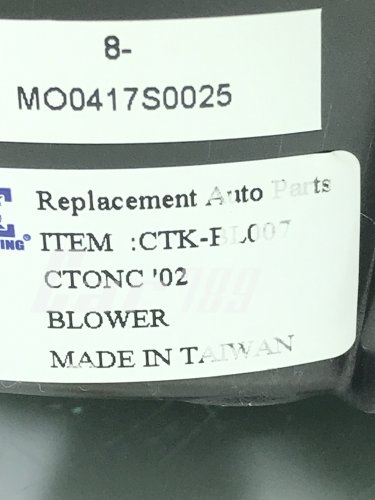 8-
MO0417S0025
Replacement Auto Parts
ITEM :CTK-BL007
CTONC '02
BLOWER
MADE IN TAIWAN